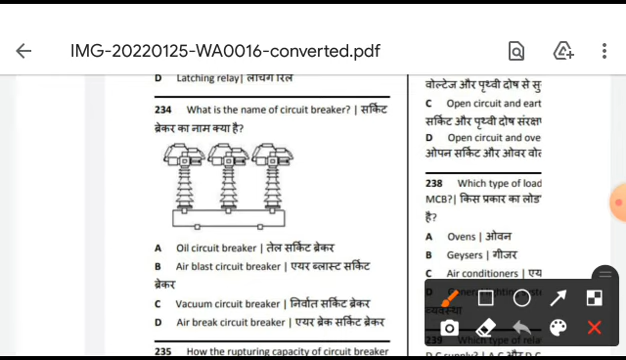 IMG-20220125-WA0016-converted.pdf
D Latching relay| लाचिंग रिले
234 What is the name of circuit breaker? | सर्किट
ब्रेकर का नाम क्या है?
A Oil circuit breaker | तेल सर्किट ब्रेकर
B Air blast circuit breaker | एयर ब्लास्ट सर्किट
ब्रेकर
C Vacuum circuit breaker | निर्वात सर्किट ब्रेकर
D Air break circuit breaker | एयर ब्रेक सर्किट ब्रेकर
235 How the rupturing capacity of circuit breaker
वोल्टेज और पृथ्वी दोष से
C Open circuit and eart
सर्किट और पृथ्वी दोष
D Open circuit and ove
ओपन सर्किट और ओवर
238 Which type of load
MCB?| किस प्रकार का लोड
है?
A Ovens | ओवन
B Geysers | गीजर
C Air conditioners | एय
D
239 Which type of rela